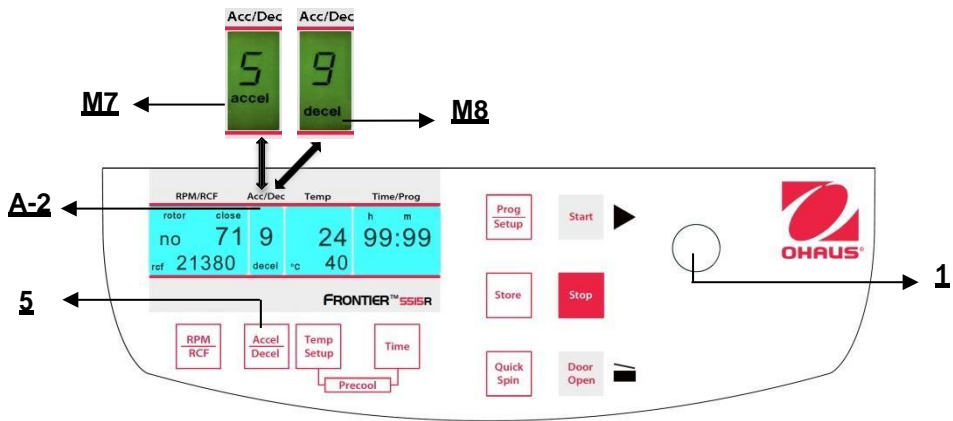 Acc/Dec Acc/Dec
5 9
accel decel
M7 M8
A-2
RPM/RCF Acc/Dec Temp Time/Prog
rotor close h m
no 71 9 24 99:99
rcf 21380 decel °C 40
FRONTIER™ 5515R
5
1
RPM
RCF
Accel
Decel
Temp
Setup
Time
Precool
Prog
Setup
Start
Store
Stop
Quick
Spin
Door
Open
OHAUS®